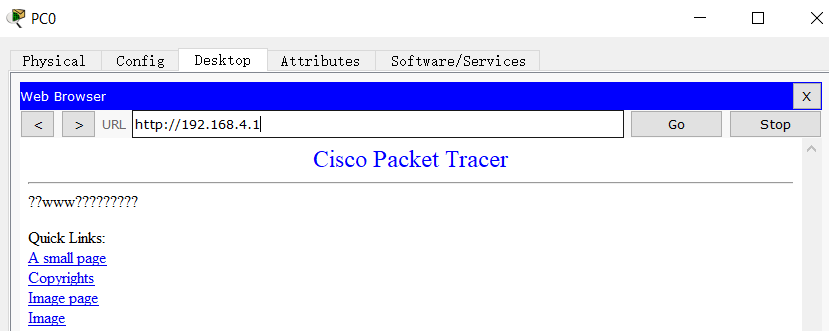 PC0
Physical Config Desktop Attributes Software/Services
Web Browser X
< > URL http://192.168.4.1 Go Stop
Cisco Packet Tracer
??www?????????
Quick Links:
A small page
Copyrights
Image page
Image